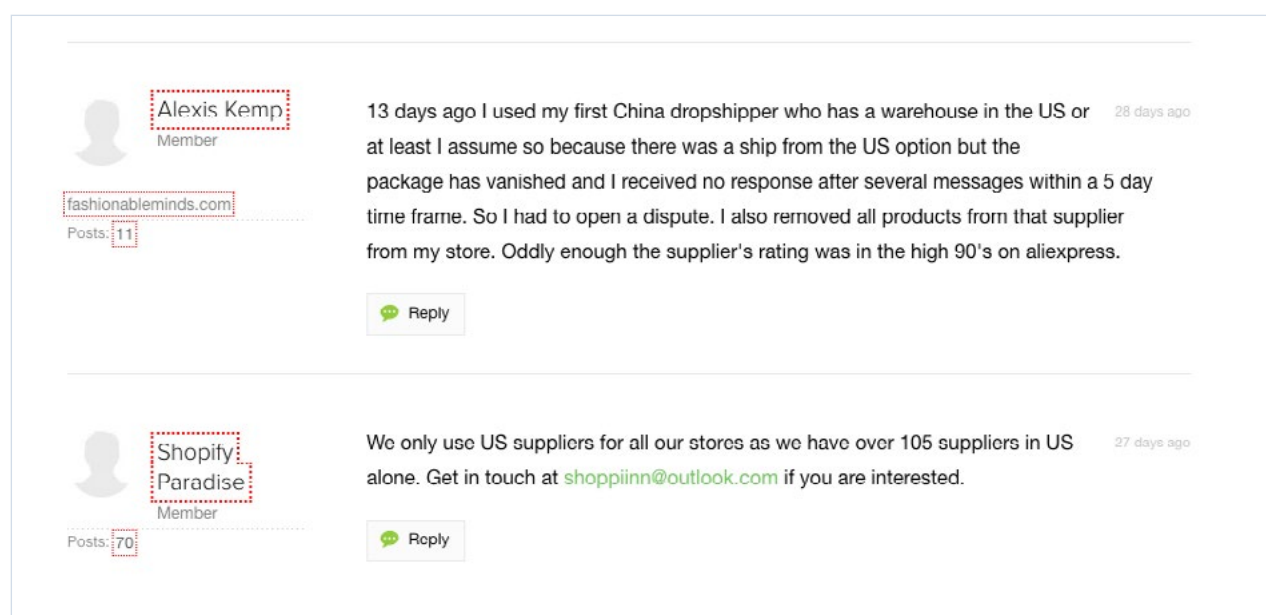 Alexis Kemp
Member
fashionableminds.com
Posts: 11
13 days ago I used my first China dropshipper who has a warehouse in the US or
at least I assume so because there was a ship from the US option but the
package has vanished and I received no response after several messages within a 5 day
time frame. So I had to open a dispute. I also removed all products from that supplier
from my store. Oddly enough the supplier's rating was in the high 90's on aliexpress.
28 days ago
Reply
Shopify
Paradise
Member
Posts: 70
We only use US suppliers for all our stores as we have over 105 suppliers in US
alone. Get in touch at shoppiinn@outlook.com if you are interested.
27 days ago
Reply